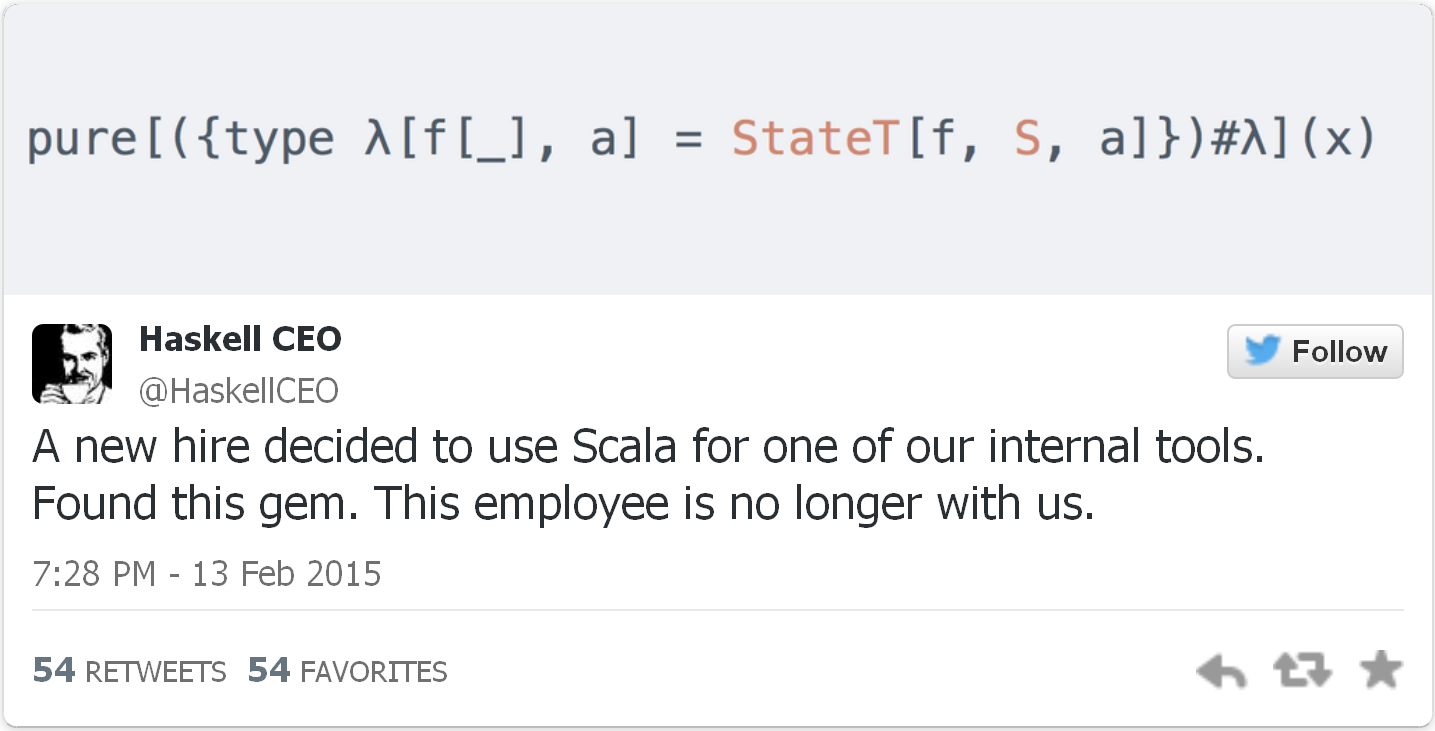 pure[({type λ[f[_], a] = StateT[f, S, a]})#λ](x)
Haskell CEO
@HaskellCEO
Follow
A new hire decided to use Scala for one of our internal tools.
Found this gem. This employee is no longer with us.
7:28 PM - 13 Feb 2015
54 RETWEETS 54 FAVORITES